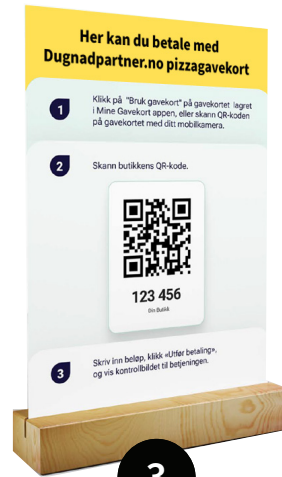 Her kan du betale med
Dugnadpartner.no pizzagavekort
1
Klikk på "Bruk gavekort" på gavekortet lagret
i Mine Gavekort appen, eller skann QR-koden
på gavekortet med ditt mobilkamera.
2
Skann butikkens QR-kode.
123 456
Din Butikk
3
Skriv inn beløp, klikk «Utfør betaling»,
og vis kontrollbildet til betjeningen.
3